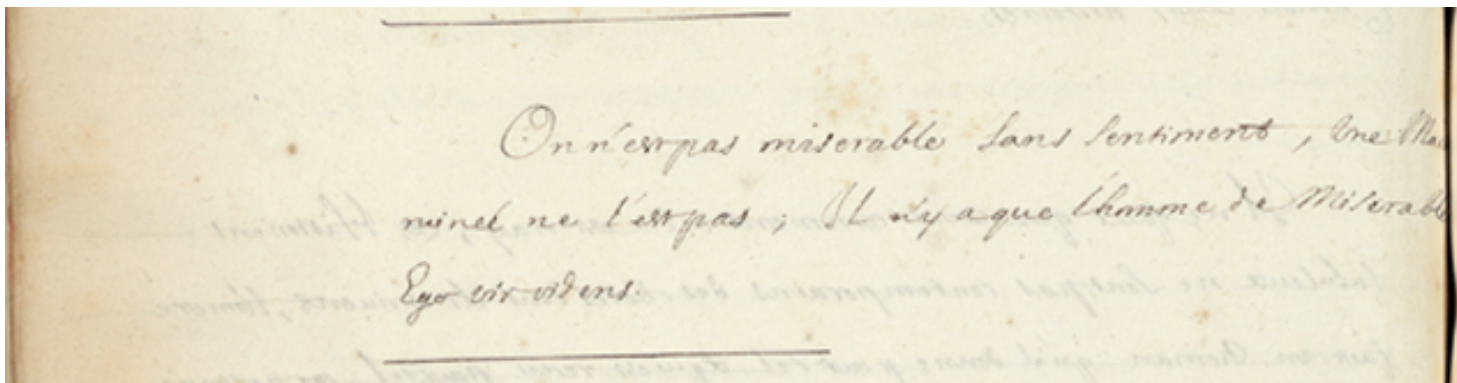 On n'est pas miserable sans sentiment, une Mai
ruinée ne l'est pas; Il n'y a que l'homme de Miserable
Ego vir videns.